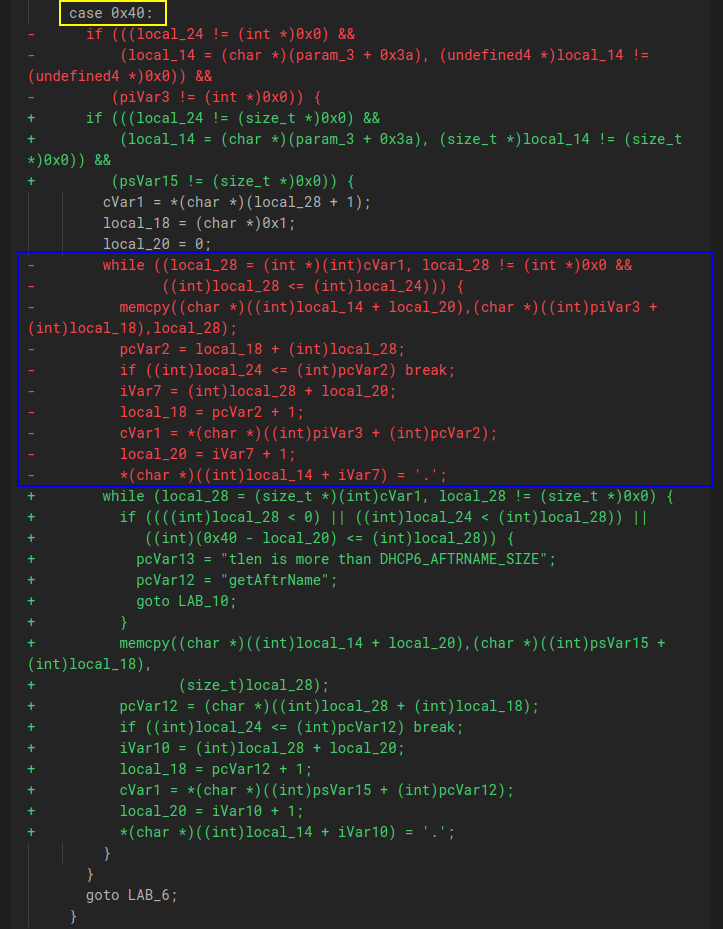 case 0x40:
-      if (((local_24 != (int *)0x0) &&
-          (local_14 = (char *)(param_3 + 0x3a), (undefined4 *)local_14 !=
(undefined4 *)0x0)) &&
-         (piVar3 != (int *)0x0)) {
+      if (((local_24 != (size_t *)0x0) &&
+          (local_14 = (char *)(param_3 + 0x3a), (size_t *)local_14 != (size_t
*)0x0)) &&
+         (psVar15 != (size_t *)0x0)) {
         cVar1 = *(char *)(local_28 + 1);
         local_18 = (char *)0x1;
         local_20 = 0;
-        while ((local_28 = (int *)(int)cVar1, local_28 != (int *)0x0 &&
-               ((int)local_28 <= (int)local_24))) {
-          memcpy((char *)((int)local_14 + local_20),(char *)((int)piVar3 +
(int)local_18),local_28);
-          pcVar2 = local_18 + (int)local_28;
-          if ((int)local_24 <= (int)pcVar2) break;
-          iVar7 = (int)local_28 + local_20;
-          local_18 = pcVar2 + 1;
-          cVar1 = *(char *)((int)piVar3 + (int)pcVar2);
-          local_20 = iVar7 + 1;
-          *(char *)((int)local_14 + iVar7) = '.';
+        while (local_28 = (size_t *)(int)cVar1, local_28 != (size_t *)0x0) {
+          if ((((int)local_28 < 0) || ((int)local_24 < (int)local_28)) ||
+             ((int)(0x40 - local_20) <= (int)local_28)) {
+            pcVar13 = "tlen is more than DHCP6_AFTRNAME_SIZE";
+            pcVar12 = "getAftrName";
+            goto LAB_10;
+          }
+          memcpy((char *)((int)local_14 + local_20),(char *)((int)psVar15 +
(int)local_18),
+                 (size_t)local_28);
+          pcVar12 = (char *)((int)local_28 + (int)local_18);
+          if ((int)local_24 <= (int)pcVar12) break;
+          iVar10 = (int)local_28 + local_20;
+          local_18 = pcVar12 + 1;
+          cVar1 = *(char *)((int)psVar15 + (int)pcVar12);
+          local_20 = iVar10 + 1;
+          *(char *)((int)local_14 + iVar10) = '.';
         }
       }
       goto LAB_6;
     }